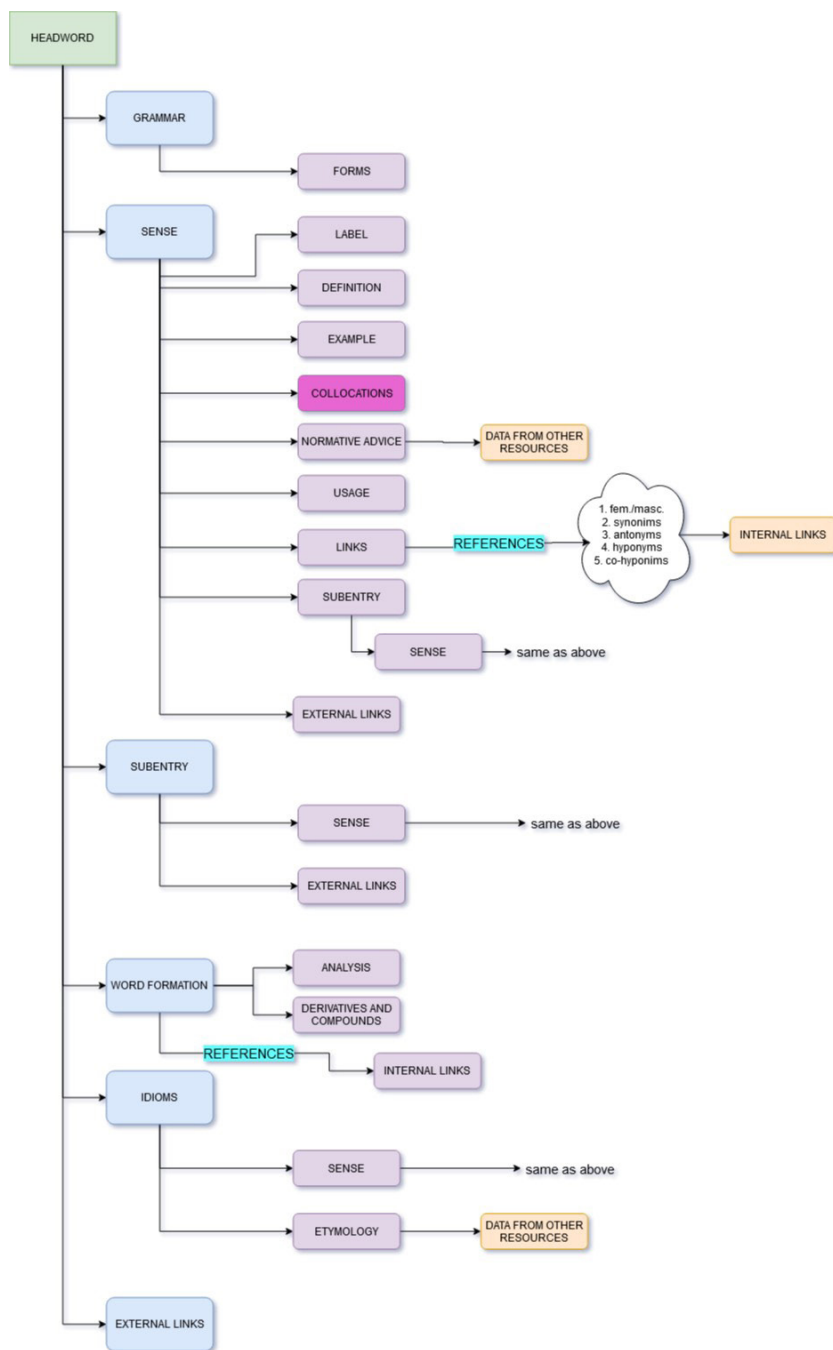 HEADWORD
GRAMMAR
FORMS
SENSE
LABEL
DEFINITION
EXAMPLE
COLLOCATIONS
NORMATIVE ADVICE
DATA FROM OTHER
RESOURCES
USAGE
LINKS
REFERENCES
1. fem./masc.
2. synonims
3. antonyms
4. hyponyms
5. co-hyponims
INTERNAL LINKS
SUBENTRY
SENSE
same as above
EXTERNAL LINKS
SUBENTRY
SENSE
same as above
EXTERNAL LINKS
WORD FORMATION
ANALYSIS
DERIVATIVES AND
COMPOUNDS
REFERENCES
INTERNAL LINKS
IDIOMS
SENSE
same as above
ETYMOLOGY
DATA FROM OTHER
RESOURCES
EXTERNAL LINKS